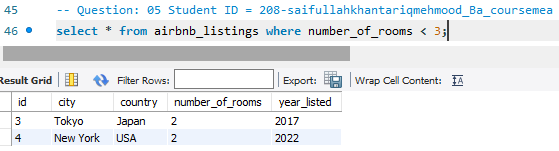 45 -- Question: 05 Student ID = 208-saifullahkhantariqmehmood_Ba_coursemea
46 select * from airbnb_listings where number_of_rooms < 3;
Result Grid Filter Rows: Export: Wrap Cell Content:
id city country number_of_rooms year_listed
3 Tokyo Japan 2 2017
4 New York USA 2 2022